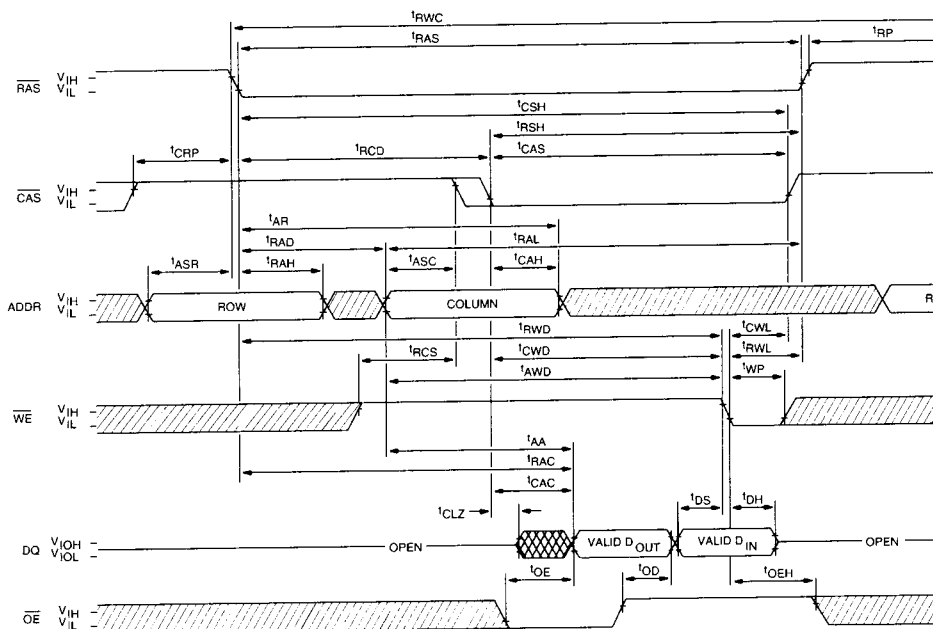 tRWC
tRAS
tRP
RAS VIH
VIL
tCSH
tRSH
tCRP tRCD tCAS
CAS VIH
VIL
tAR
tRAD tRAL
tASR tRAH tASC tCAH
ADDR VIH
VIL
ROW COLUMN R
tRWD tCWL
tRCS tCWD tRWL
tAWD tWP
WE VIH
VIL
tAA
tRAC
tCAC
tCLZ tDS tDH
DQ VIOH
VIOL
OPEN VALID DOUT VALID DIN OPEN
tOE tOD tOEH
OE VIH
VIL